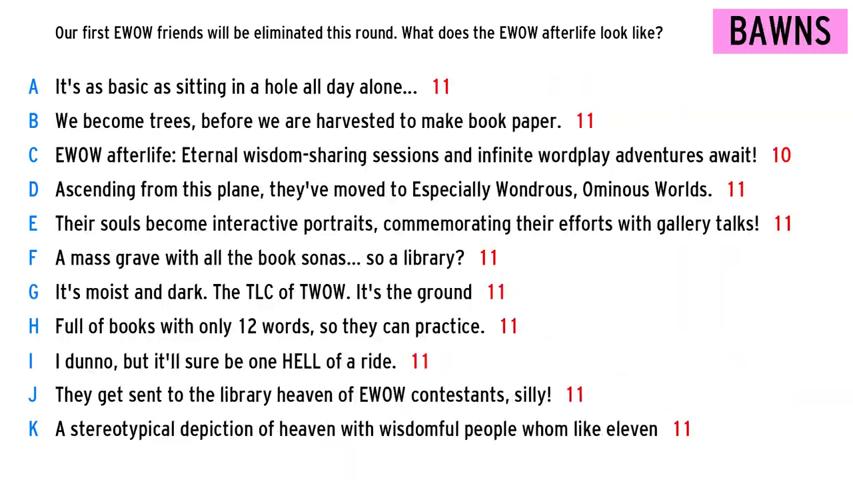 Our first EWOW friends will be eliminated this round. What does the EWOW afterlife look like?
BAWNS
A It's as basic as sitting in a hole all day alone... 11
B We become trees, before we are harvested to make book paper. 11
C EWOW afterlife: Eternal wisdom-sharing sessions and infinite wordplay adventures await! 10
D Ascending from this plane, they've moved to Especially Wondrous, Ominous Worlds. 11
E Their souls become interactive portraits, commemorating their efforts with gallery talks! 11
F A mass grave with all the book sonas... so a library? 11
G It's moist and dark. The TLC of TWOW. It's the ground 11
H Full of books with only 12 words, so they can practice. 11
I I dunno, but it'll sure be one HELL of a ride. 11
J They get sent to the library heaven of EWOW contestants, silly! 11
K A stereotypical depiction of heaven with wisdomful people whom like eleven 11